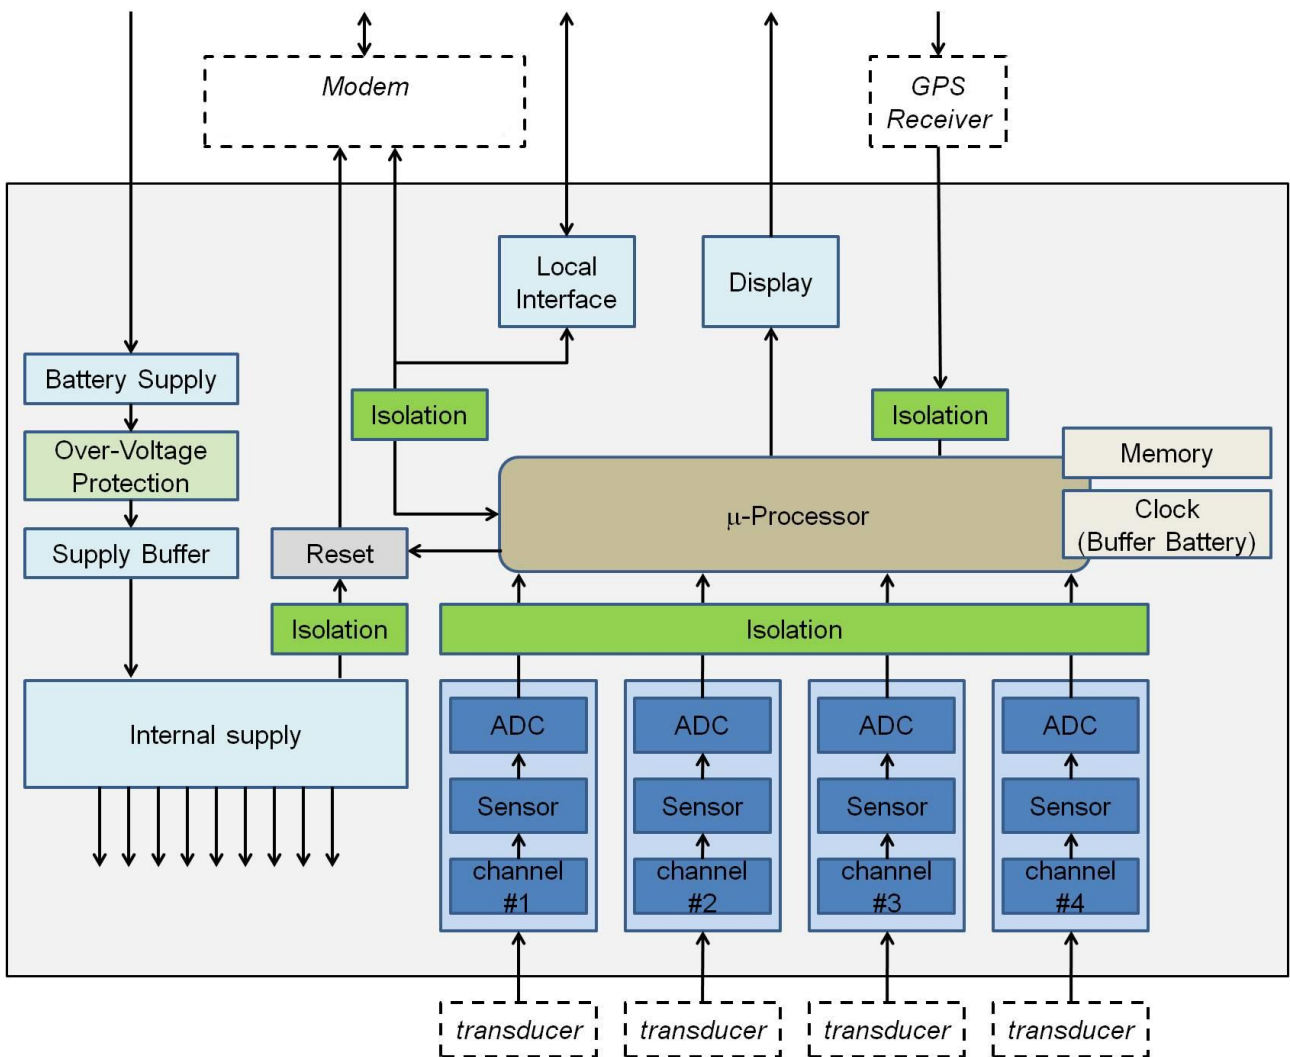 Modem
GPS
Receiver
Local
Interface
Display
Battery Supply
Isolation
Isolation
Over-Voltage
Protection
Memory
μ-Processor
Clock
(Buffer Battery)
Supply Buffer
Reset
Isolation
Isolation
Internal supply
ADC
ADC
ADC
ADC
Sensor
Sensor
Sensor
Sensor
channel
#1
channel
#2
channel
#3
channel
#4
transducer
transducer
transducer
transducer